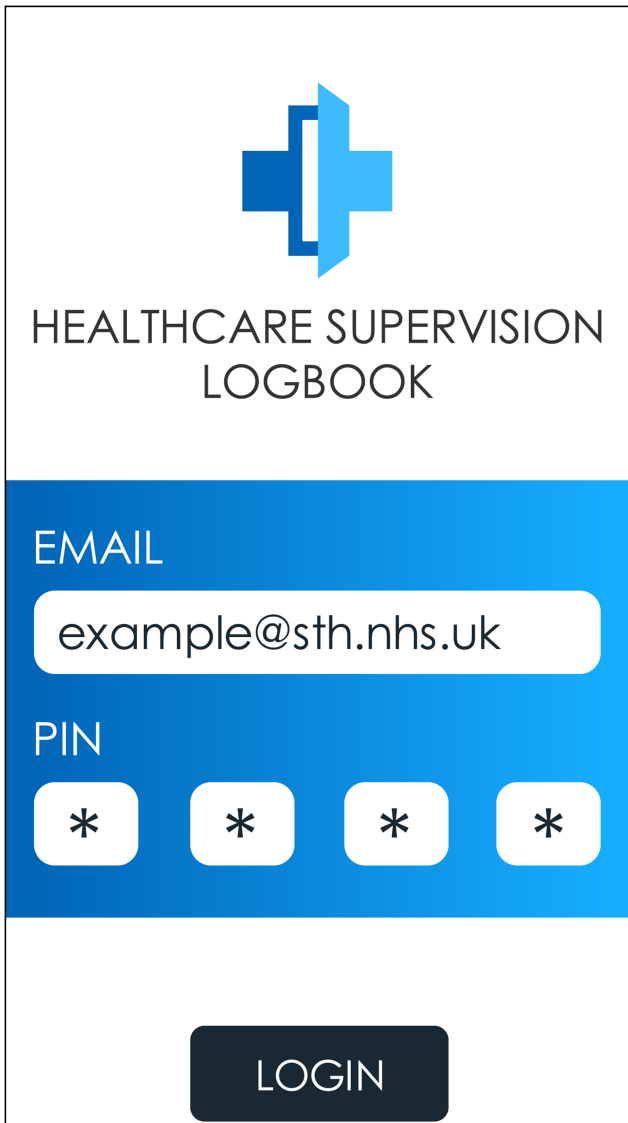 HEALTHCARE SUPERVISION
LOGBOOK
EMAIL
example@sth.nhs.uk
PIN
* * * *
LOGIN